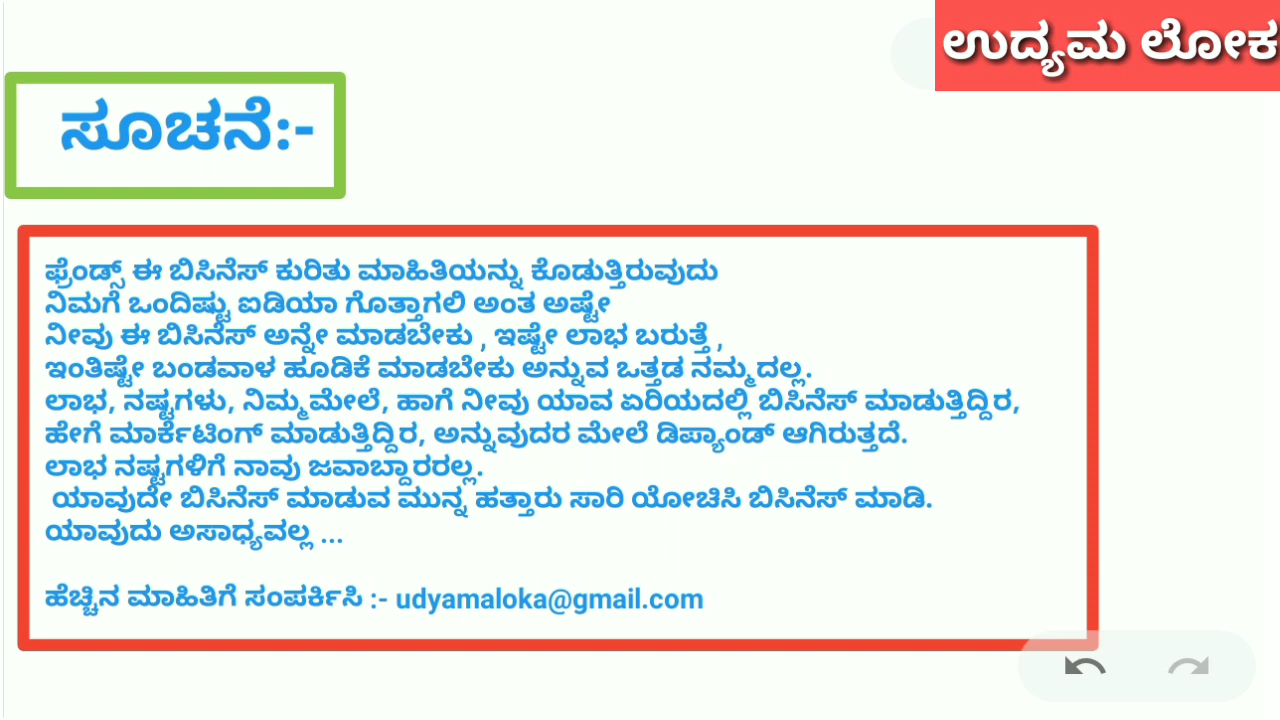 ಉದ್ಯಮ ಲೋಕ
ಸೂಚನೆ:-
ಫ್ರೆಂಡ್ಸ್ ಈ ಬಿಸಿನೆಸ್ ಕುರಿತು ಮಾಹಿತಿಯನ್ನು ಕೊಡುತ್ತಿರುವುದು
ನಿಮಗೆ ಒಂದಿಷ್ಟು ಐಡಿಯಾ ಗೊತ್ತಾಗಲಿ ಅಂತ ಅಷ್ಟೇ
ನೀವು ಈ ಬಿಸಿನೆಸ್ ಅನ್ನೇ ಮಾಡಬೇಕು , ಇಷ್ಟೇ ಲಾಭ ಬರುತ್ತೆ ,
ಇಂತಿಷ್ಟೇ ಬಂಡವಾಳ ಹೂಡಿಕೆ ಮಾಡಬೇಕು ಅನ್ನುವ ಒತ್ತಡ ನಮ್ಮದಲ್ಲ.
ಲಾಭ, ನಷ್ಟಗಳು, ನಿಮ್ಮಮೇಲೆ, ಹಾಗೆ ನೀವು ಯಾವ ಏರಿಯದಲ್ಲಿ ಬಿಸಿನೆಸ್ ಮಾಡುತ್ತಿದ್ದಿರ,
ಹೇಗೆ ಮಾರ್ಕೆಟಿಂಗ್ ಮಾಡುತ್ತಿದ್ದಿರ, ಅನ್ನುವುದರ ಮೇಲೆ ಡಿಪ್ಯಾಂಡ್ ಆಗಿರುತ್ತದೆ.
ಲಾಭ ನಷ್ಟಗಳಿಗೆ ನಾವು ಜವಾಬ್ದಾರರಲ್ಲ.
ಯಾವುದೇ ಬಿಸಿನೆಸ್ ಮಾಡುವ ಮುನ್ನ ಹತ್ತಾರು ಸಾರಿ ಯೋಚಿಸಿ ಬಿಸಿನೆಸ್ ಮಾಡಿ.
ಯಾವುದು ಅಸಾಧ್ಯವಲ್ಲ ...
ಹೆಚ್ಚಿನ ಮಾಹಿತಿಗೆ ಸಂಪರ್ಕಿಸಿ :- udyamaloka@gmail.com